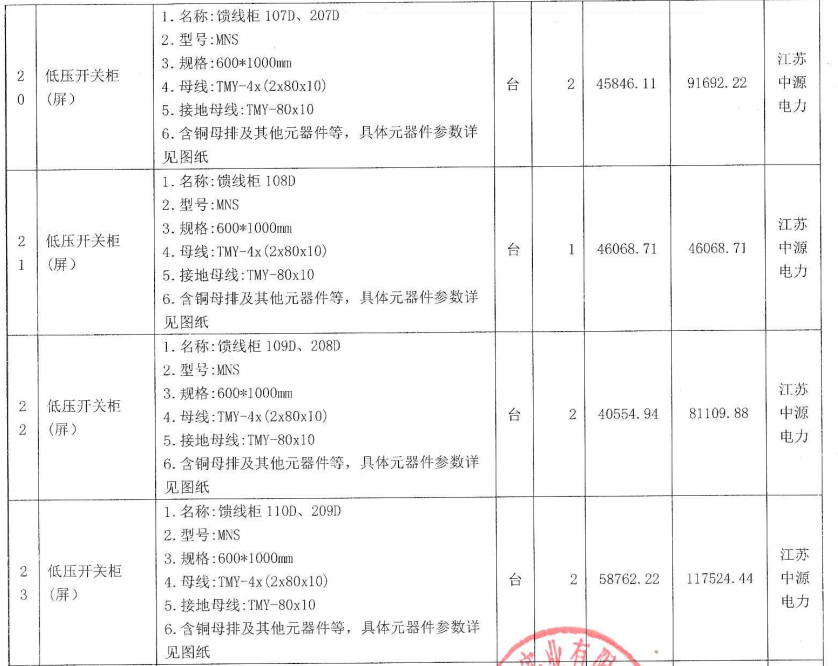 1. 名称:馈线柜 107D、207D
2. 型号:MNS
3. 规格:600*1000mm
4. 母线:TMY-4x(2x80x10)
5. 接地母线:TMY-80x10
6. 含铜母排及其他元器件等，具体元器件参数详
见图纸
2
0
低压开关柜
（屏）
台
2
45846.11
91692.22
江苏
中源
电力
1. 名称:馈线柜 108D
2. 型号:MNS
3. 规格:600*1000mm
4. 母线:TMY-4x(2x80x10)
5. 接地母线:TMY-80x10
6. 含铜母排及其他元器件等，具体元器件参数详
见图纸
2
1
低压开关柜
（屏）
台
1
46068.71
46068.71
江苏
中源
电力
1. 名称:馈线柜 109D、208D
2. 型号:MNS
3. 规格:600*1000mm
4. 母线:TMY-4x(2x80x10)
5. 接地母线:TMY-80x10
6. 含铜母排及其他元器件等，具体元器件参数详
见图纸
2
2
低压开关柜
（屏）
台
2
40554.94
81109.88
江苏
中源
电力
1. 名称:馈线柜 110D、209D
2. 型号:MNS
3. 规格:600*1000mm
4. 母线:TMY-4x(2x80x10)
5. 接地母线:TMY-80x10
6. 含铜母排及其他元器件等，具体元器件参数详
见图纸
2
3
低压开关柜
（屏）
台
2
58762.22
117524.44
江苏
中源
电力
业有限